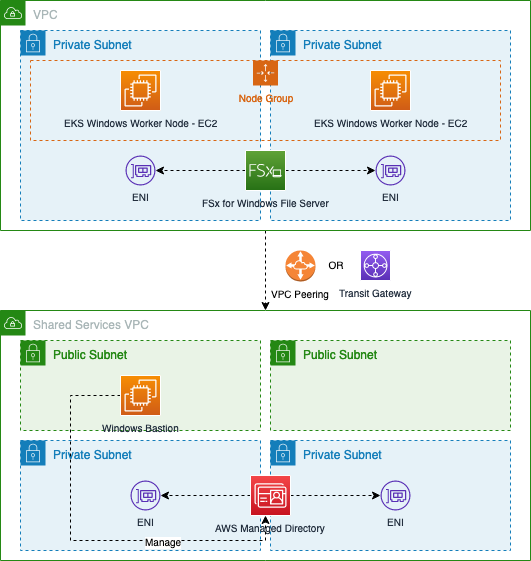 VPC
Private Subnet
Private Subnet
Node Group
EKS Windows Worker Node - EC2
EKS Windows Worker Node - EC2
FSx
ENI
ENI
FSx for Windows File Server
OR
VPC Peering
Transit Gateway
Shared Services VPC
Public Subnet
Public Subnet
Windows Bastion
Private Subnet
Private Subnet
ENI
AWS Managed Directory
ENI
Manage